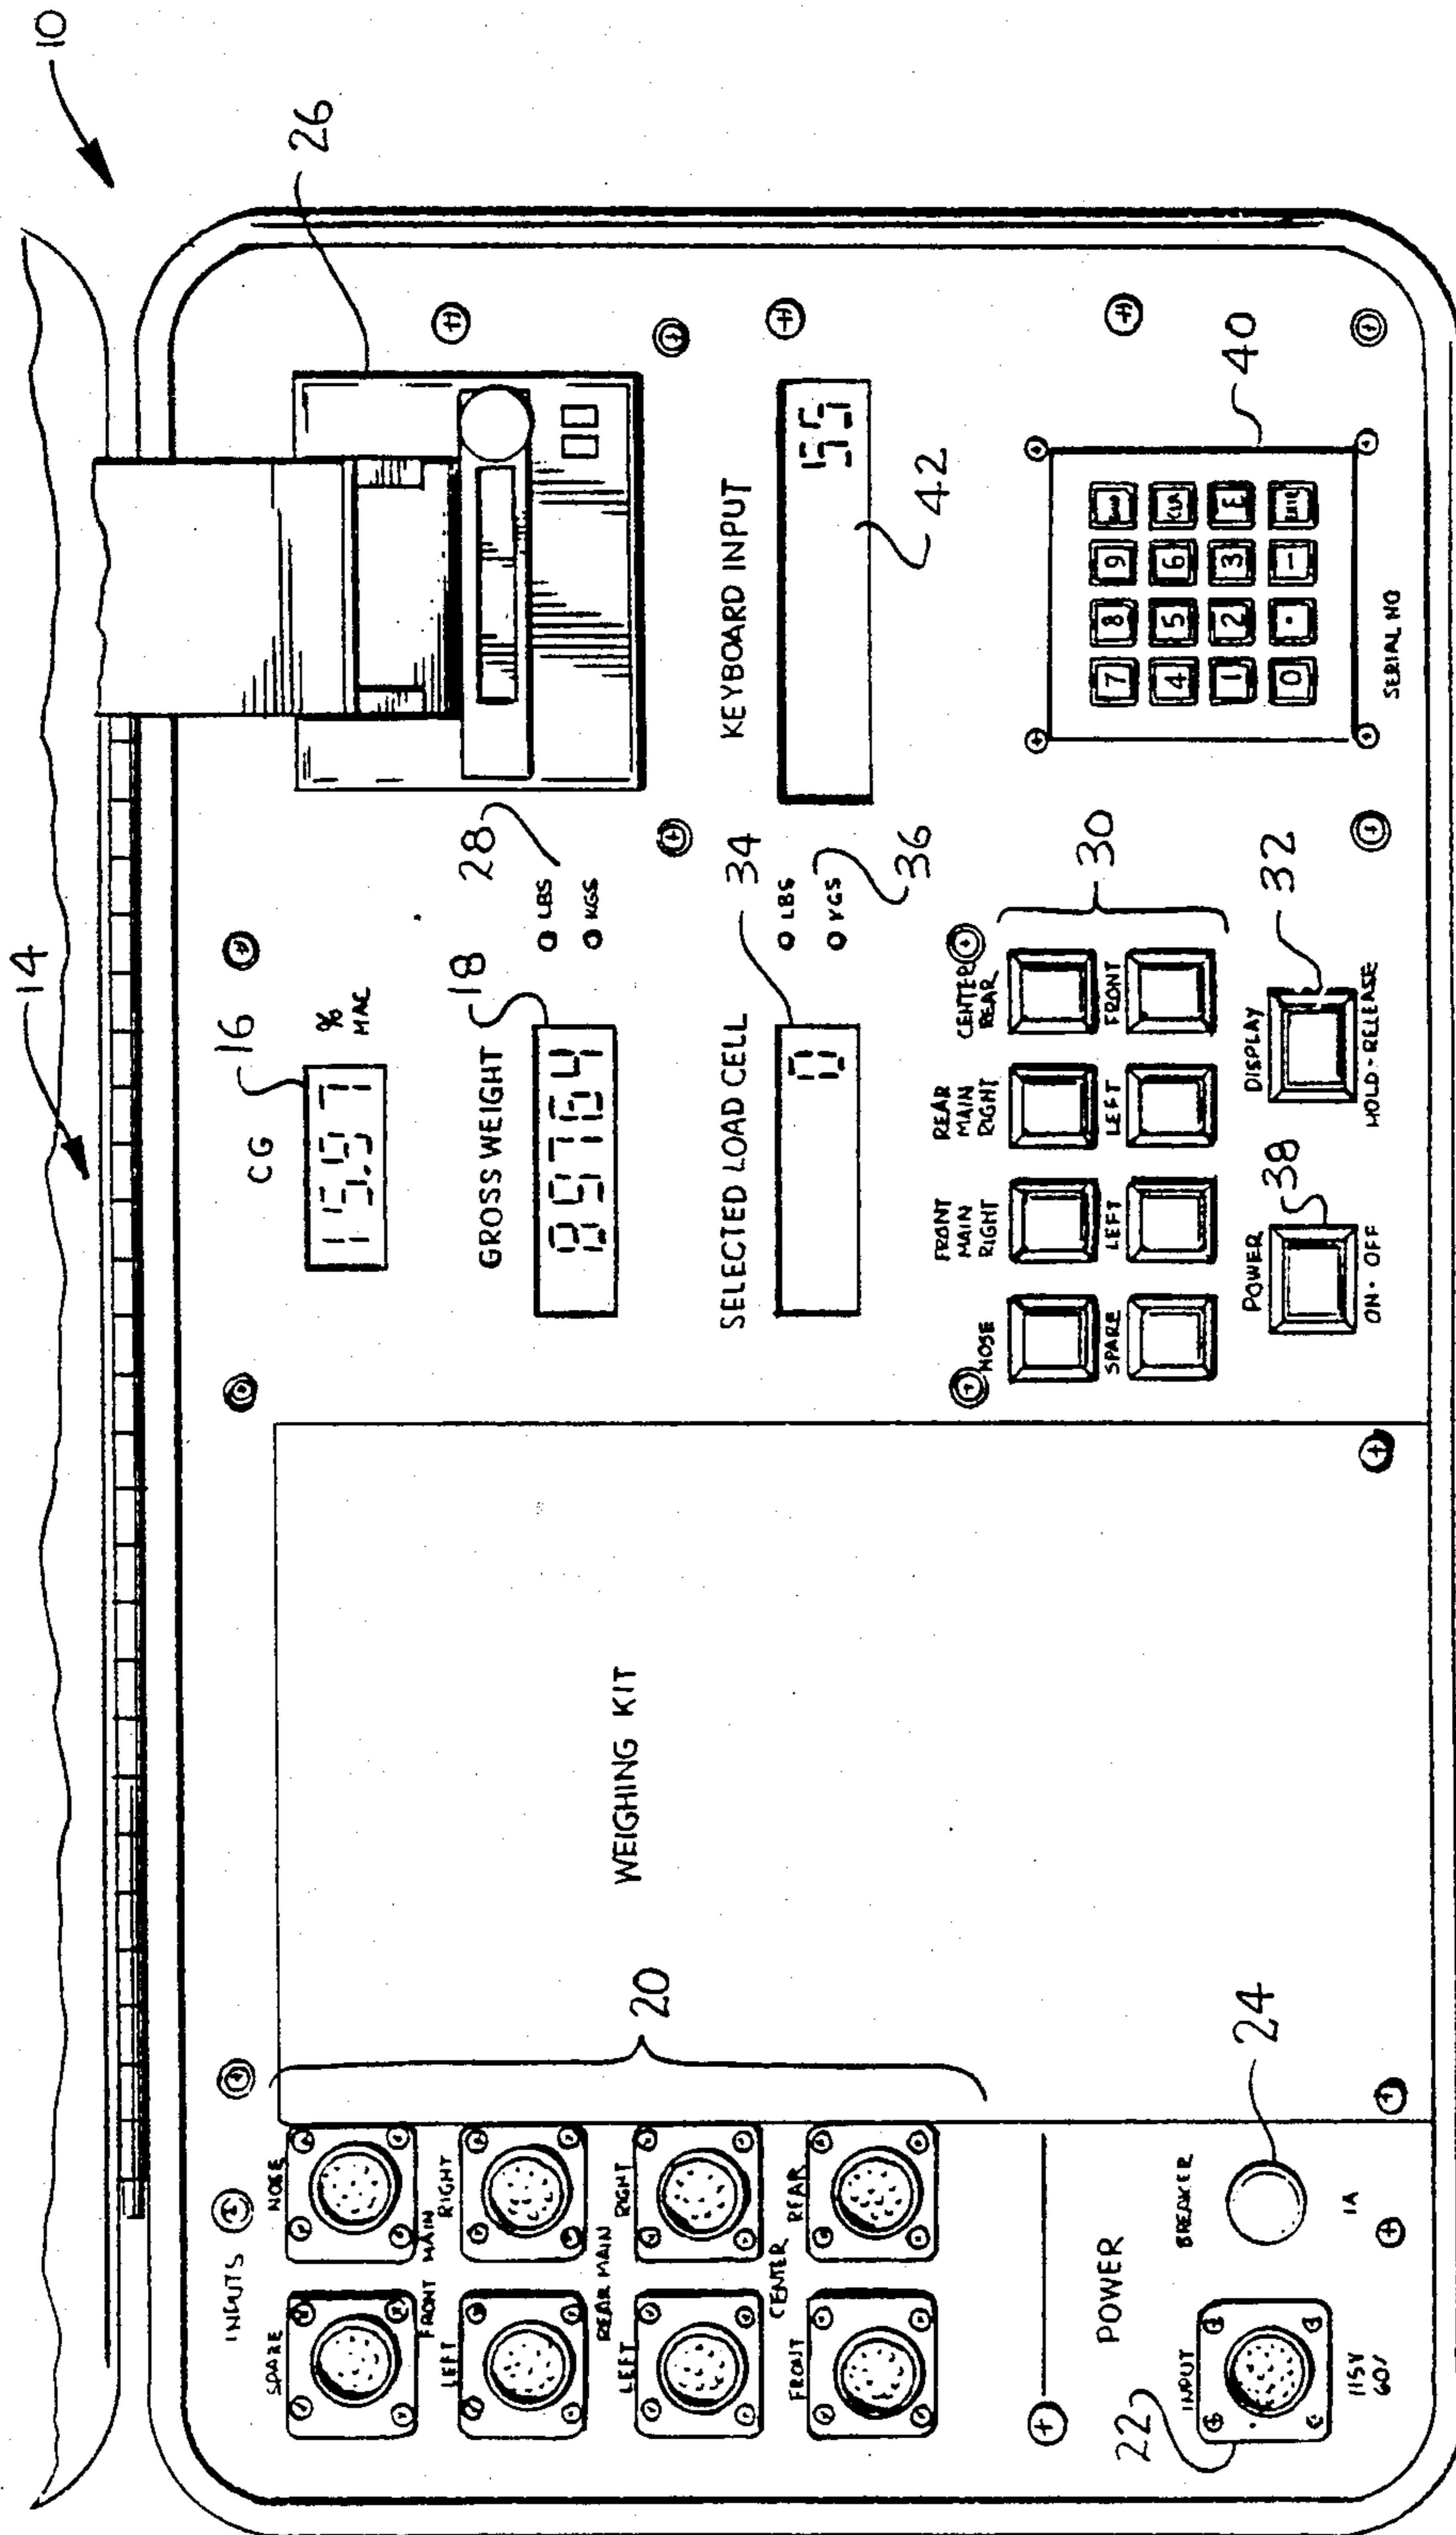 10
14
INPUTS
SPARE
NOSE
FRONT MAIN
LEFT
RIGHT
REAR MAIN
LEFT
RIGHT
CENTER
FRONT
REAR
20
POWER
22
INPUT
BREAKER
24
115V
1A
WEIGHING KIT
CG
16
15.97
% MAC
GROSS WEIGHT
18
28
LBS
KGS
26
SELECTED LOAD CELL
34
0
LBS
KGS
36
KEYBOARD INPUT
55
42
NOSE
FRONT MAIN RIGHT
REAR MAIN RIGHT
CENTER REAR
SPARE
LEFT
LEFT
FRONT
30
POWER
38
ON - OFF
DISPLAY
32
HOLD - RELEASE
40
7 8 9
4 5 6 CLR
1 2 3 E
0 . -
SERIAL NO